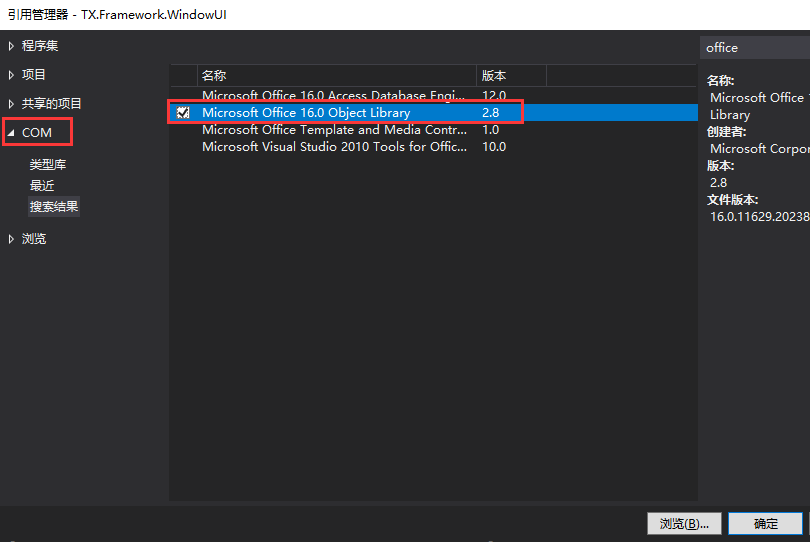 引用管理器 - TX.Framework.WindowUI
程序集
项目
共享的项目
COM
类型库
最近
搜索结果
浏览
名称 版本
Microsoft Office 16.0 Access Database Engi... 12.0
Microsoft Office 16.0 Object Library 2.8
Microsoft Office Template and Media Contr... 1.0
Microsoft Visual Studio 2010 Tools for Offic... 10.0
office
名称:
Microsoft Office
Library
创建者:
Microsoft Corpor
版本:
2.8
文件版本:
16.0.11629.20238
浏览(B)... 确定